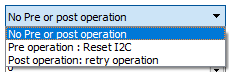 No Pre or post operation
No Pre or post operation
Pre operation : Reset I2C
Post operation: retry operation